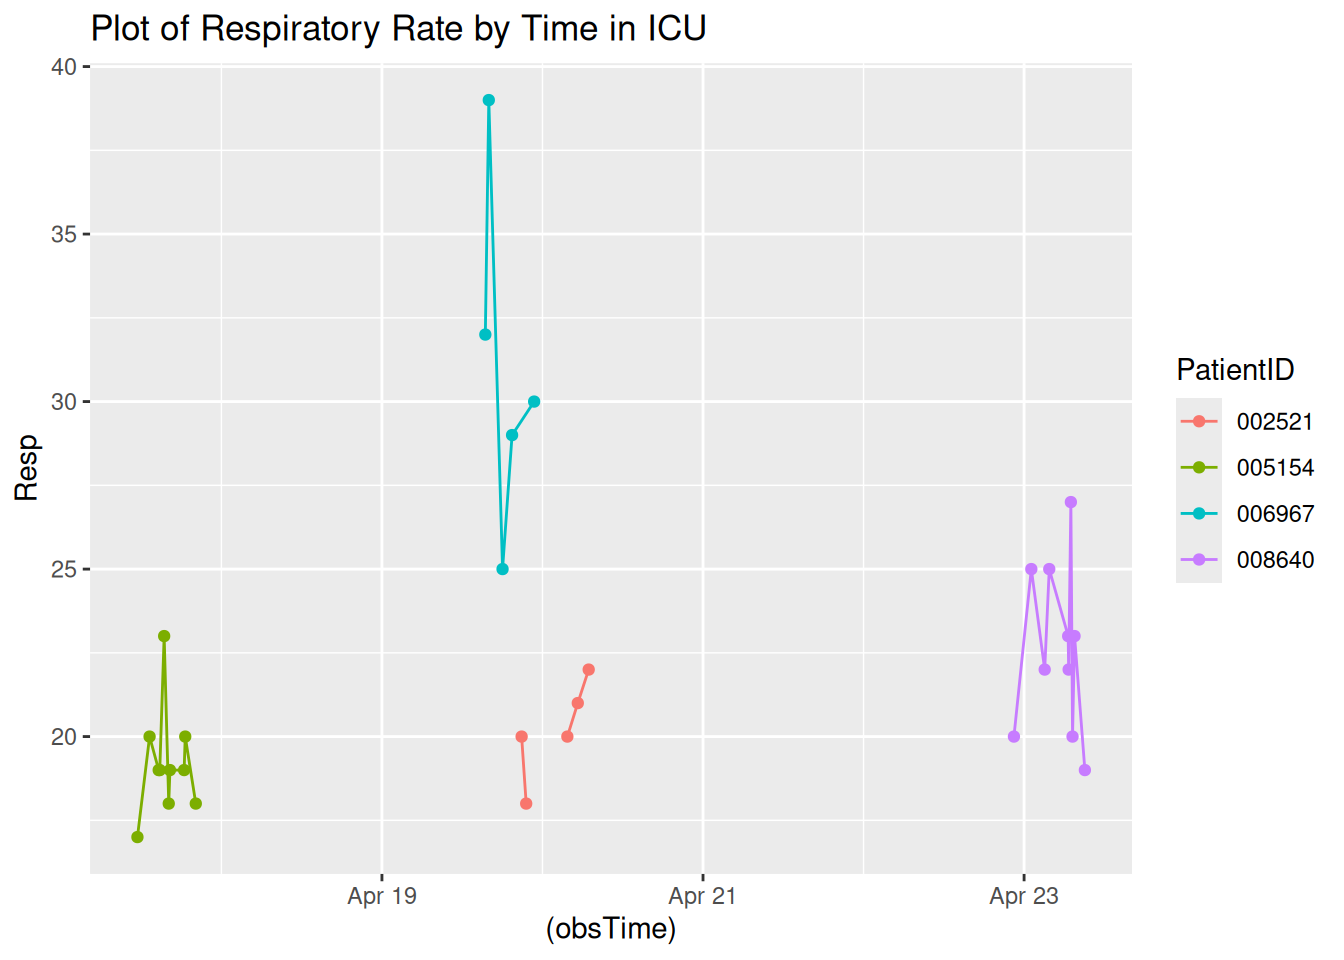 Plot of Respiratory Rate by Time in ICU
40
35
30
25
20
Resp
Apr 19
Apr 21
Apr 23
(obsTime)
PatientID
002521
005154
006967
008640